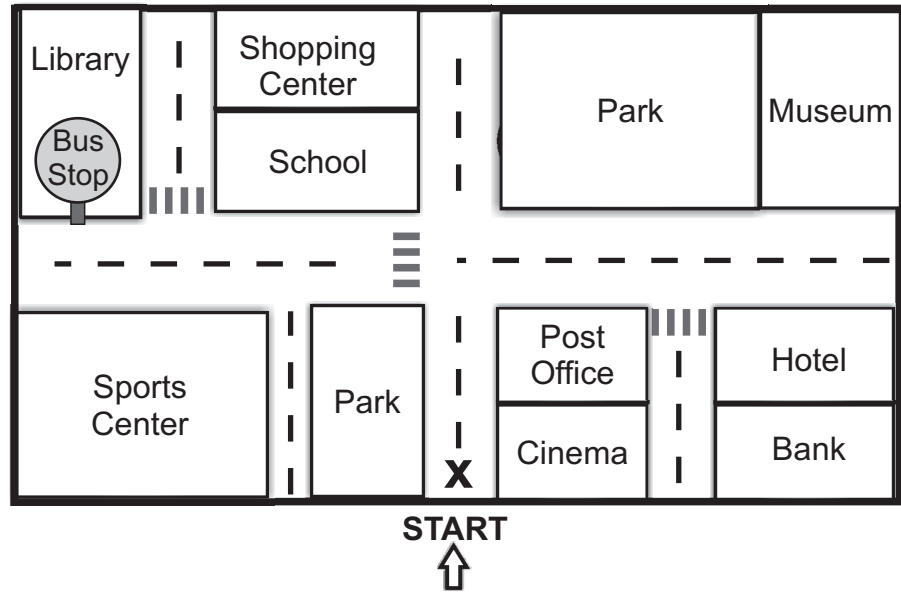 Library
Bus
Stop
Shopping
Center
School
Park
Museum
Sports
Center
Park
Post
Office
Cinema
Hotel
Bank
X
START